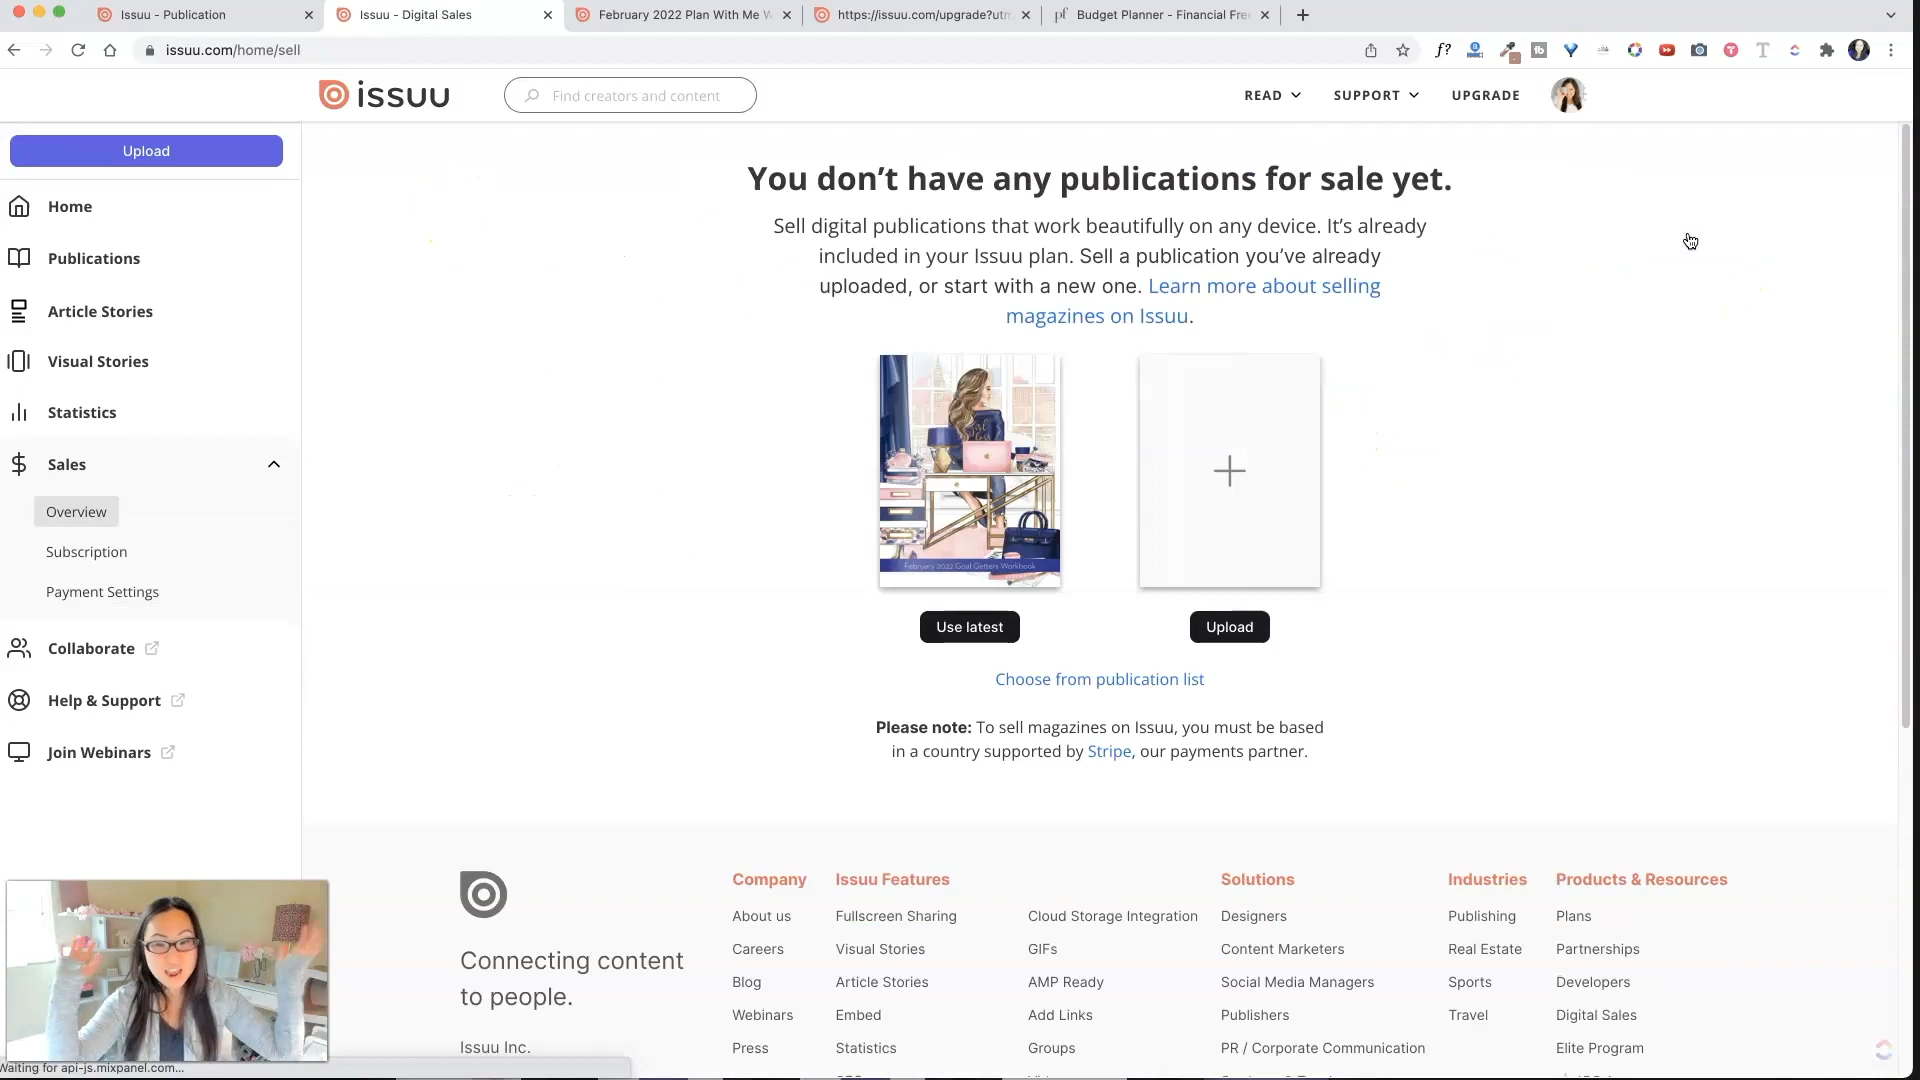 Issuu - Publication
Issuu - Digital Sales
February 2022 Plan With Me W
https://issuu.com/upgrade?utm
Budget Planner - Financial Fre
issuu.com/home/sell
f?
issuu
Find creators and content
READ
SUPPORT
UPGRADE
Upload
Home
Publications
Article Stories
Visual Stories
Statistics
Sales
Overview
Subscription
Payment Settings
Collaborate
Help & Support
Join Webinars
You don’t have any publications for sale yet.
Sell digital publications that work beautifully on any device. It’s already
included in your Issuu plan. Sell a publication you’ve already
uploaded, or start with a new one. Learn more about selling
magazines on Issuu.
February 2022 Goal Getters Workbook
Use latest
Upload
Choose from publication list
Please note: To sell magazines on Issuu, you must be based
in a country supported by Stripe, our payments partner.
Connecting content
to people.
Issuu Inc.
Company
About us
Careers
Blog
Webinars
Press
Issuu Features
Fullscreen Sharing
Visual Stories
Article Stories
Embed
Statistics
Cloud Storage Integration
GIFs
AMP Ready
Add Links
Groups
Solutions
Designers
Content Marketers
Social Media Managers
Publishers
PR / Corporate Communication
Industries
Publishing
Real Estate
Sports
Travel
Products & Resources
Plans
Partnerships
Developers
Digital Sales
Elite Program
Waiting for api-js.mixpanel.com...